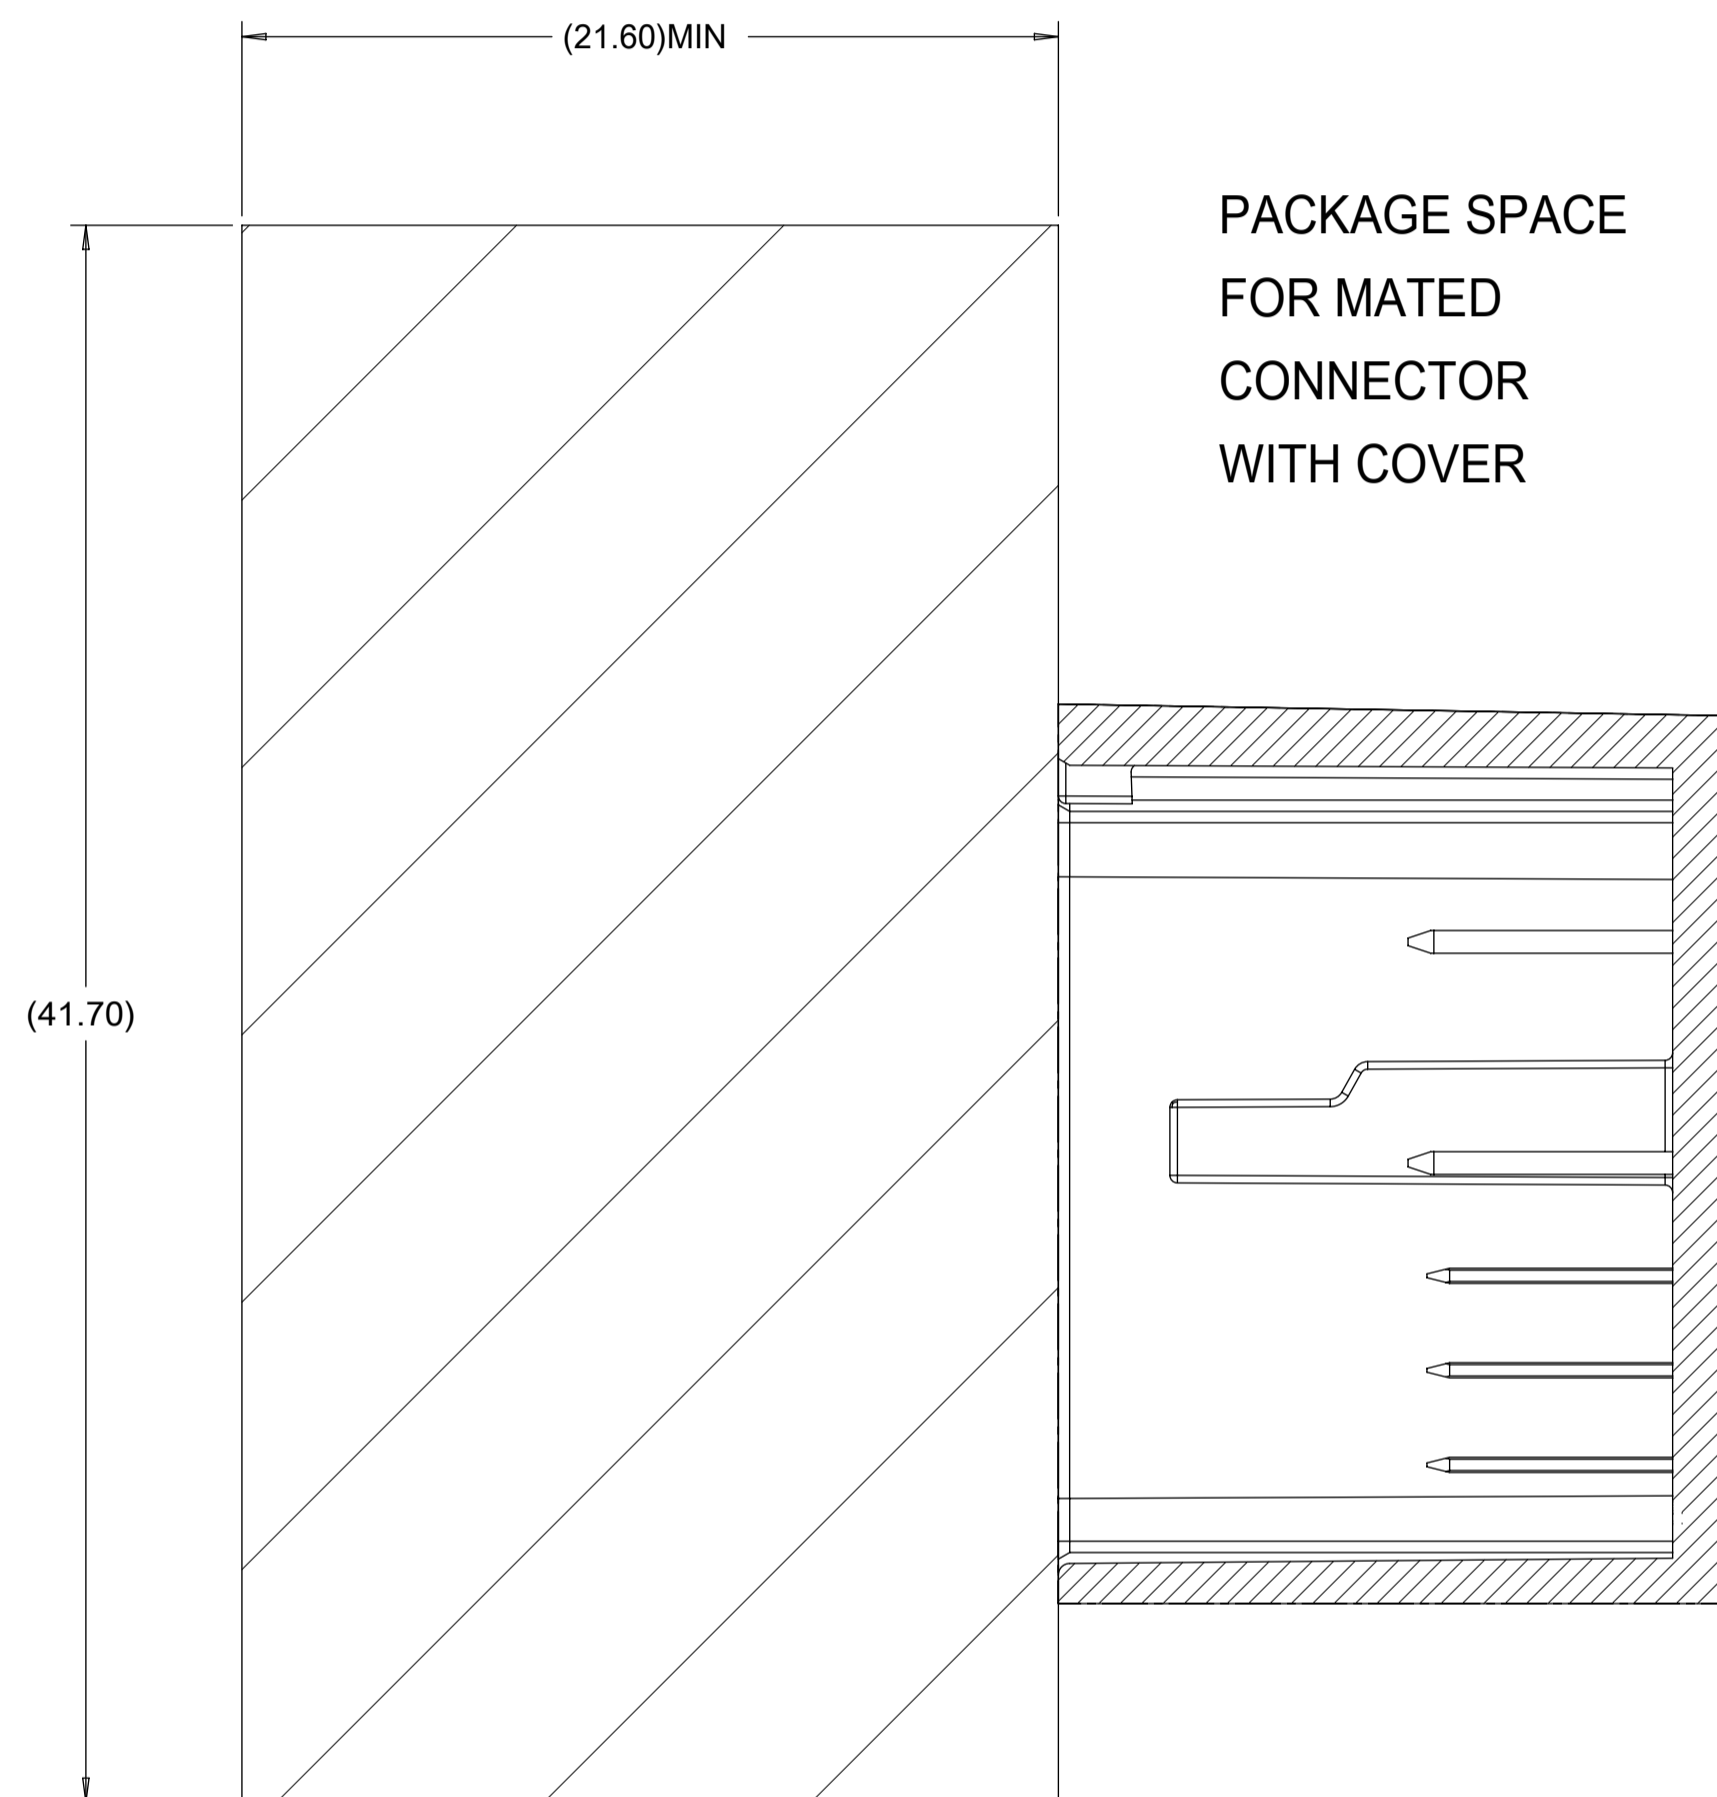 (21.60)MIN
PACKAGE SPACE
FOR MATED
CONNECTOR
WITH COVER
(41.70)